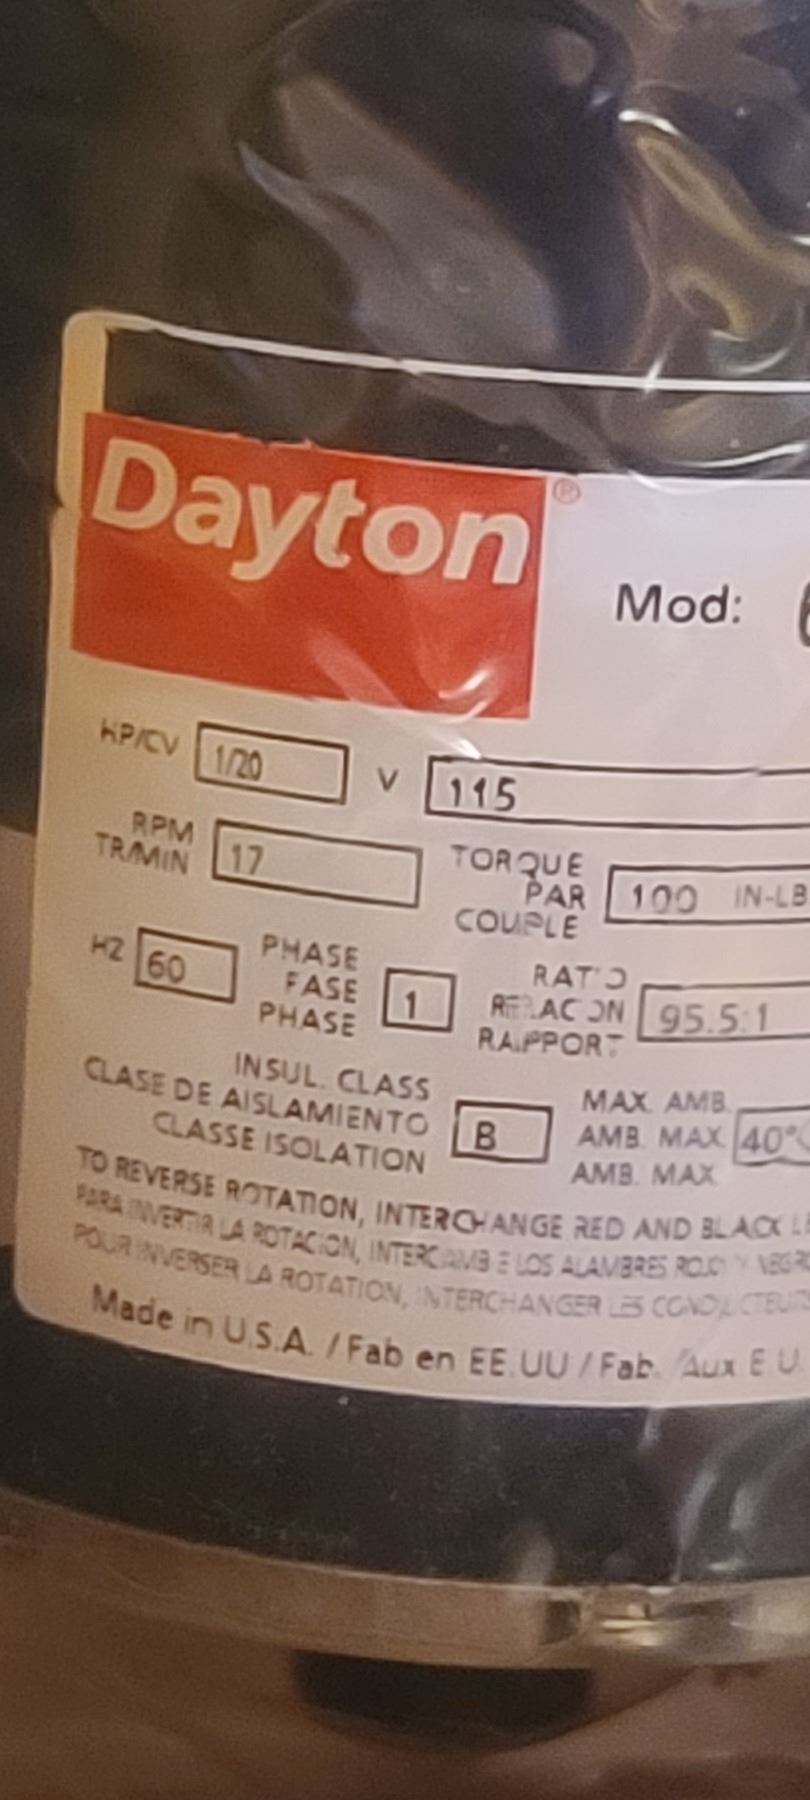 Dayton®
Mod:
HP/CV 1/20 V 115
RPM
TR/MIN 17
TORQUE
PAR
COUPLE 100 IN-LB
HZ 60
PHASE
FASE
PHASE 1
RATIO
RELACION
RAPPORT 95.5:1
INSUL. CLASS
CLASE DE AISLAMIENTO
CLASSE ISOLATION B
MAX. AMB.
AMB. MAX.
AMB. MAX 40°
TO REVERSE ROTATION, INTERCHANGE RED AND BLACK
PARA INVERTIR LA ROTACION, INTERCAMBIE LOS ALAMBRES ROJO Y
POUR INVERSER LA ROTATION, INTERCHANGER LES
Made in U.S.A. / Fab en EE.UU / Fab. Aux E.U.